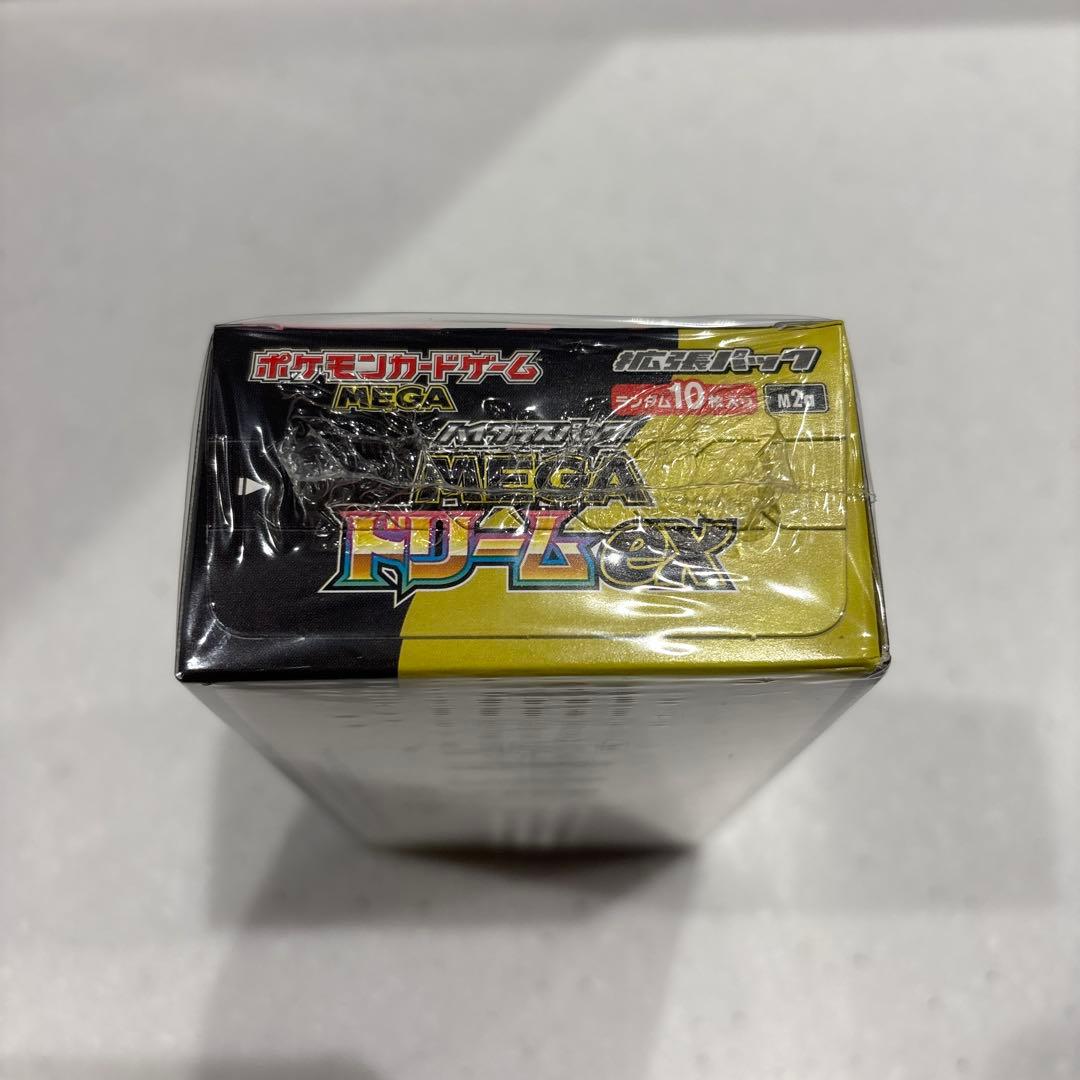 ポケモンカードゲーム
MEGA
拡張パック
ランダム10枚入り
M2a
ハイクラスパック
MEGA
ドリームex